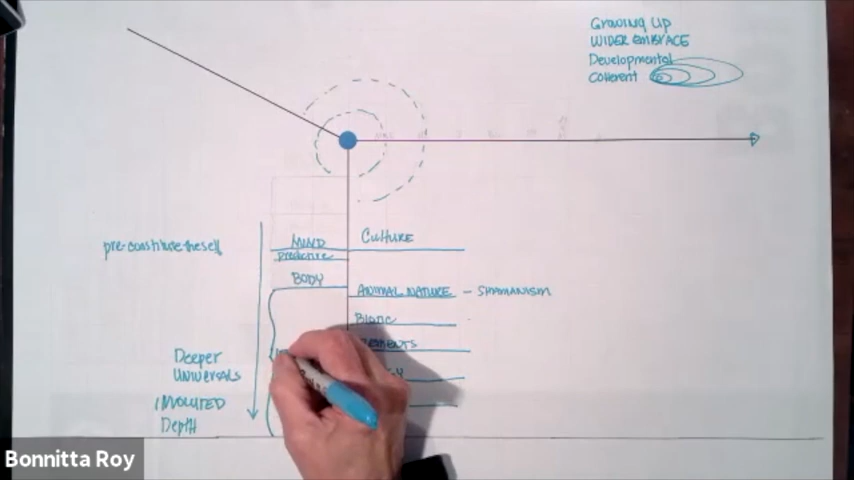 Growing Up
WIDER EMBRACE
Developmental
Coherent
pre-constitute-the self
MIND
Culture
predictive
BODY
ANIMAL NATURE - SHAMANISM
Deeper
UNIVERSALS
INVOLUTED
Depth
Bonnitta Roy